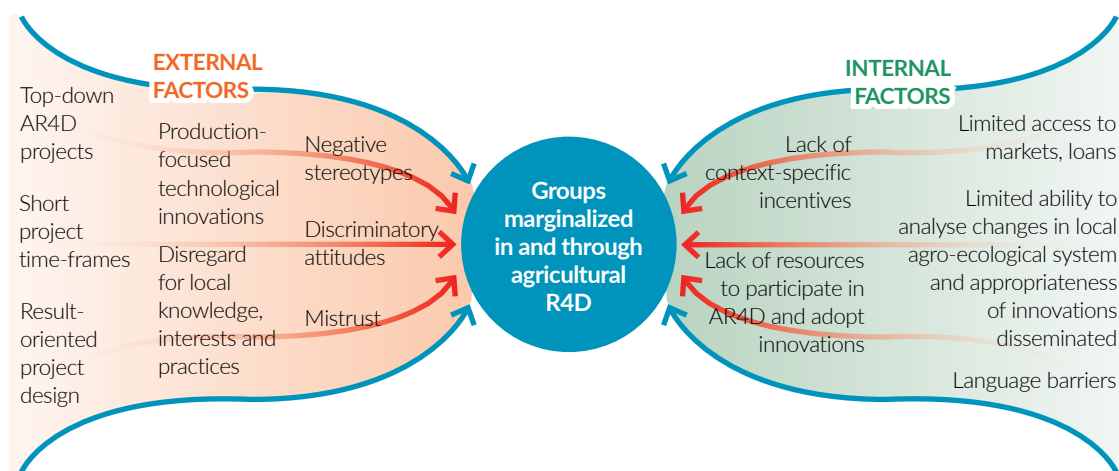 EXTERNAL
FACTORS
Top-down
AR4D
projects
Short
project
time-frames
Result-
oriented
project
design
Production-
focused
technological
innovations
Disregard
for local
knowledge,
interests and
practices
Negative
stereotypes
Discriminatory
attitudes
Mistrust
Groups
marginalized
in and through
agricultural
R4D
INTERNAL
FACTORS
Lack of
context-specific
incentives
Lack of resources
to participate in
AR4D and adopt
innovations
Limited access to
markets, loans
Limited ability to
analyse changes in local
agro-ecological system
and appropriateness
of innovations
disseminated
Language barriers